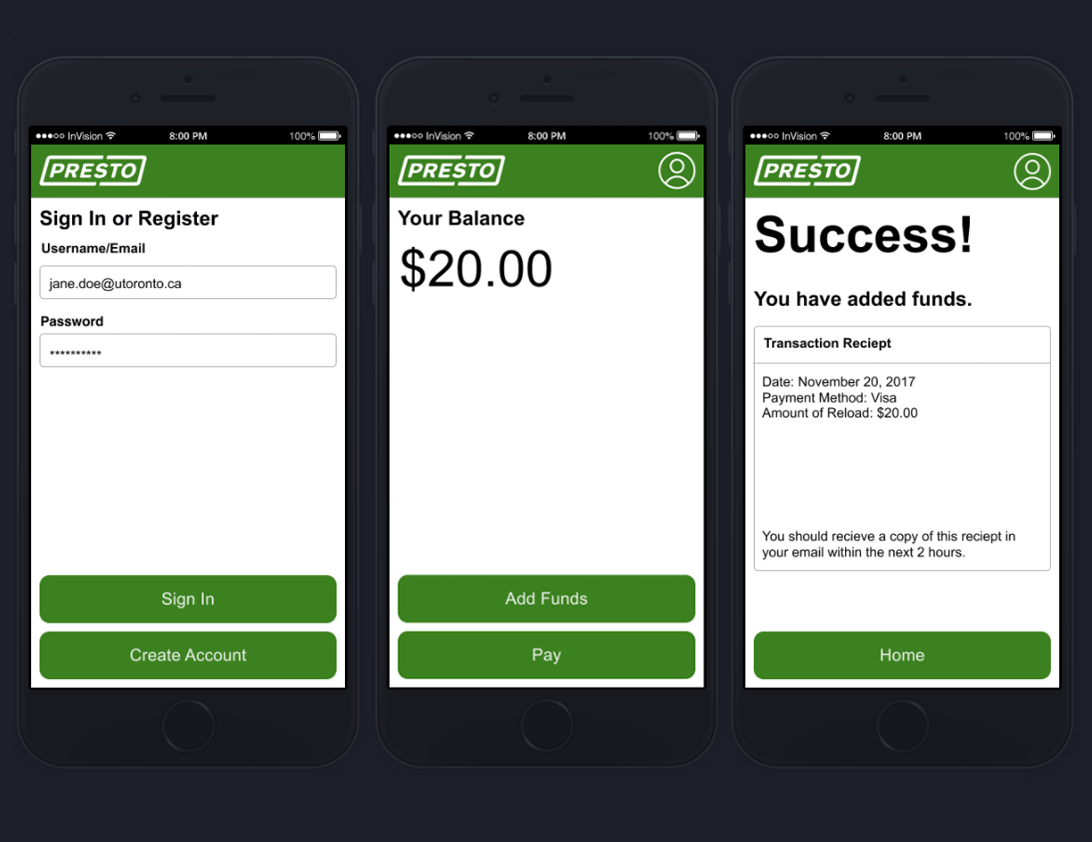 ●●●○○ InVision 8:00 PM 100%
PRESTO
Sign In or Register
Username/Email
jane.doe@utoronto.ca
Password
**********
Sign In
Create Account
●●●○○ InVision 8:00 PM 100%
PRESTO
Your Balance
$20.00
Add Funds
Pay
●●●○○ InVision 8:00 PM 100%
PRESTO
Success!
You have added funds.
Transaction Reciept
Date: November 20, 2017
Payment Method: Visa
Amount of Reload: $20.00
You should recieve a copy of this reciept in
your email within the next 2 hours.
Home